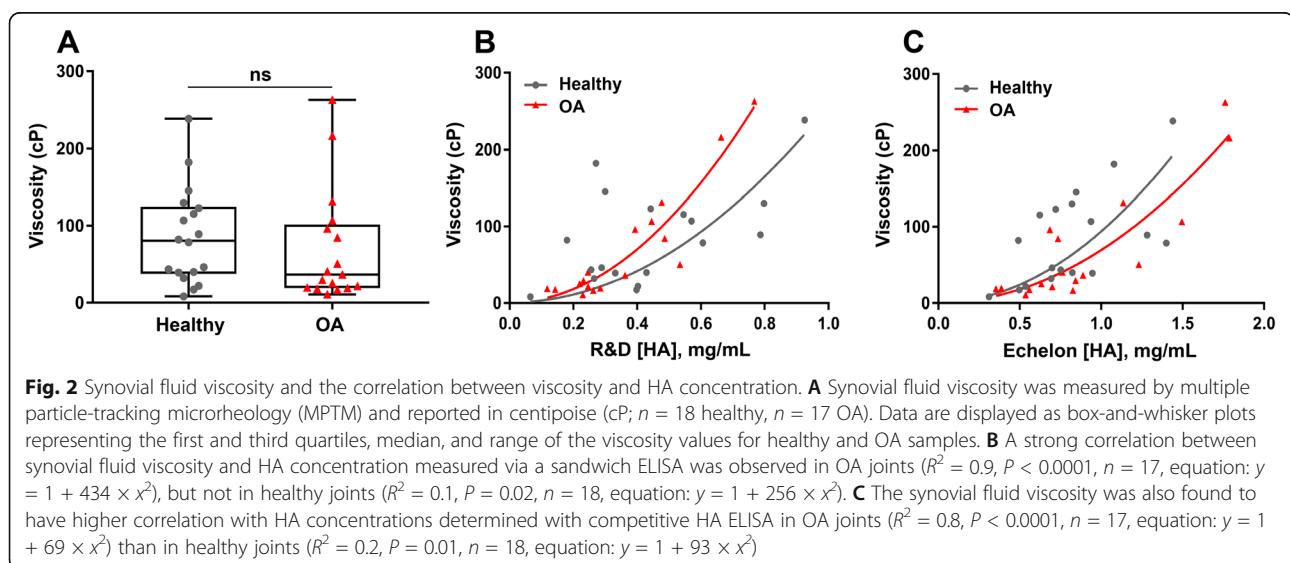 A
ns
300
200
100
0
Viscosity (cP)
Healthy
OA
B
Healthy
OA
300
200
100
0
Viscosity (cP)
0.0 0.2 0.4 0.6 0.8 1.0
R&D [HA], mg/mL
C
Healthy
OA
300
200
100
0
Viscosity (cP)
0.0 0.5 1.0 1.5 2.0
Echelon [HA], mg/mL
Fig. 2 Synovial fluid viscosity and the correlation between viscosity and HA concentration. A Synovial fluid viscosity was measured by multiple
particle-tracking microrheology (MPTM) and reported in centipoise (cP; n = 18 healthy, n = 17 OA). Data are displayed as box-and-whisker plots
representing the first and third quartiles, median, and range of the viscosity values for healthy and OA samples. B A strong correlation between
synovial fluid viscosity and HA concentration measured via a sandwich ELISA was observed in OA joints (R² = 0.9, P < 0.0001, n = 17, equation: y
= 1 + 434 × x²), but not in healthy joints (R² = 0.1, P = 0.02, n = 18, equation: y = 1 + 256 × x²). C The synovial fluid viscosity was also found to
have higher correlation with HA concentrations determined with competitive HA ELISA in OA joints (R² = 0.8, P < 0.0001, n = 17, equation: y = 1
+ 69 × x²) than in healthy joints (R² = 0.2, P = 0.01, n = 18, equation: y = 1 + 93 × x²)